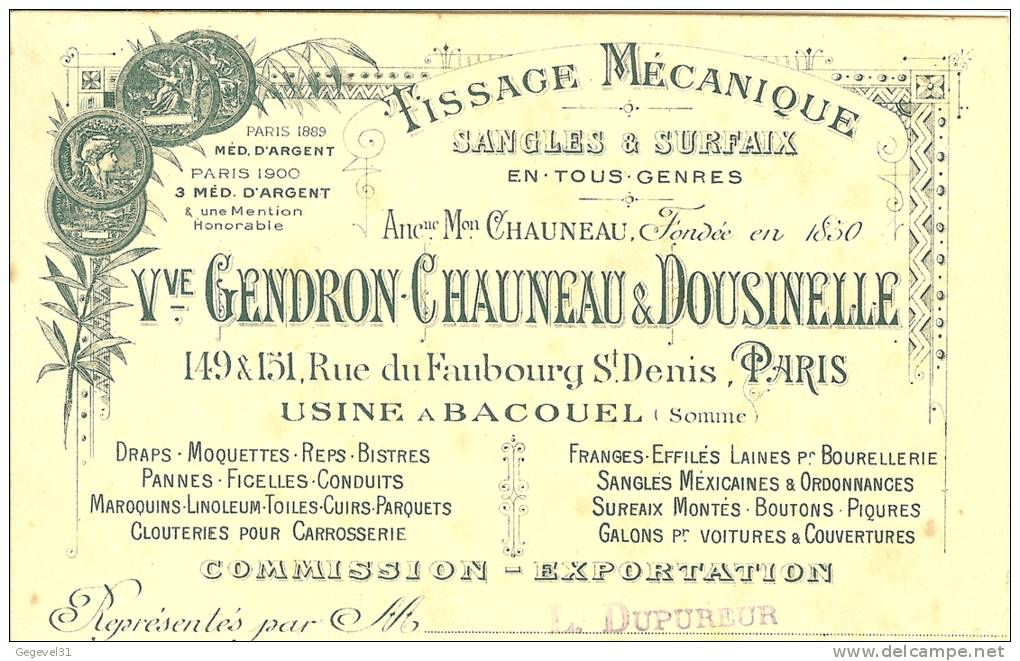 TISSAGE MÉCANIQUE
SANGLES & SURFAIX
EN·TOUS·GENRES
PARIS 1889
MÉD. D'ARGENT
PARIS 1900
3 MÉD. D'ARGENT
& une Mention
Honorable
Ancne Mon CHAUNEAU, Fondée en 1830
VVE GENDRON-CHAUNEAU & DOUSINELLE
149 & 151, Rue du Faubourg St. Denis, PARIS
USINE A BACOUEL (Somme)
DRAPS · MOQUETTES · REPS · BISTRES
PANNES · FICELLES · CONDUITS
MAROQUINS · LINOLEUM · TOILES · CUIRS · PARQUETS
CLOUTERIES POUR CARROSSERIE
FRANGES · EFFILÉS LAINES Pr BOURELLERIE
SANGLES MÉXICAINES & ORDONNANCES
SUREAIX MONTÉS · BOUTONS · PIQURES
GALONS Pr VOITURES & COUVERTURES
COMMISSION - EXPORTATION
Représentés par M
L. DUPUREUR
Gegevel31
www.delcampe.net